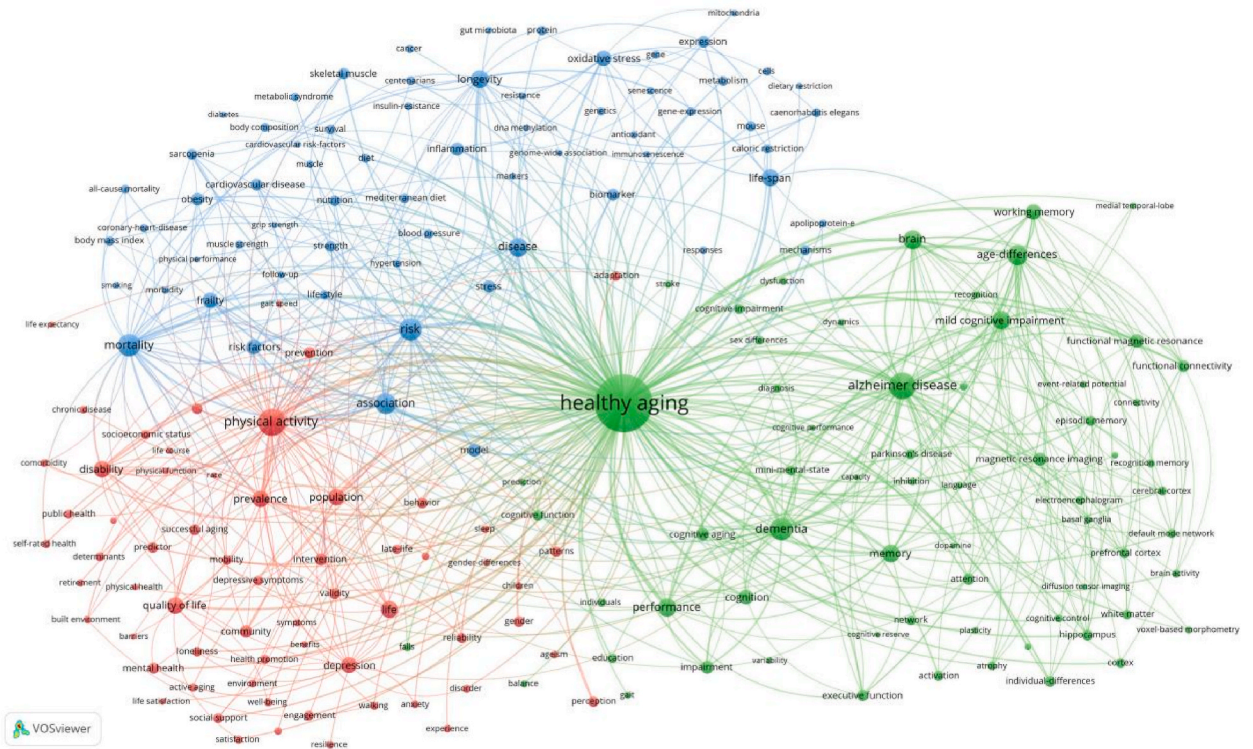 mitochondria
gut microbiota
protein
expression
cancer
oxidative stress
gene
skeletal muscle
longevity
centenarians
metabolism
cells
dietary restriction
metabolic syndrome
insulin-resistance
resistance
senescence
diabetes
genetics
gene-expression
caenorhabditis elegans
body composition
survival
dna methylation
antioxidant
mouse
cardiovascular risk-factors
sarcopenia
muscle
diet
inflammation
genome-wide association
immunosenescence
caloric restriction
markers
life-span
all-cause mortality
cardiovascular disease
obesity
nutrition
mediterranean diet
biomarker
working memory
medial temporal-lobe
coronary-heart-disease
grip strength
apolipoprotein-e
body mass index
blood pressure
muscle strength
strength
disease
responses
mechanisms
brain
age-differences
physical performance
hypertension
follow-up
adaptation
stroke
dysfunction
smoking
morbidity
frailty
gait speed
life-style
stress
recognition
cognitive impairment
life expectancy
mild cognitive impairment
dynamics
mortality
risk factors
risk
prevention
sex differences
functional magnetic resonance
functional connectivity
alzheimer disease
event-related potential
diagnosis
healthy aging
association
chronic disease
physical activity
connectivity
episodic memory
socioeconomic status
cognitive performance
life course
model
comorbidity
disability
physical function
race
mini-mental-state
parkinson's disease
magnetic resonance imaging
recognition memory
capacity
inhibition
language
prediction
prevalence
population
behavior
electroencephalogram
cerebral-cortex
public health
cognitive function
basal ganglia
successful aging
sleep
cognitive aging
dementia
default mode network
self-rated health
determinants
predictor
late-life
patterns
memory
dopamine
prefrontal cortex
mobility
intervention
gender-differences
retirement
physical health
depressive symptoms
children
attention
diffusion tensor imaging
brain activity
validity
quality of life
life
individuals
performance
cognition
built environment
gender
network
cognitive control
white matter
barriers
community
symptoms
reliability
cognitive reserve
plasticity
hippocampus
voxel-based morphometry
benefits
falls
loneliness
health promotion
ageism
education
variability
mental health
depression
impairment
atrophy
cortex
activation
individual-differences
active aging
environment
disorder
balance
life satisfaction
well-being
walking
anxiety
perception
gait
executive function
social support
engagement
experience
satisfaction
resilience
VOSviewer